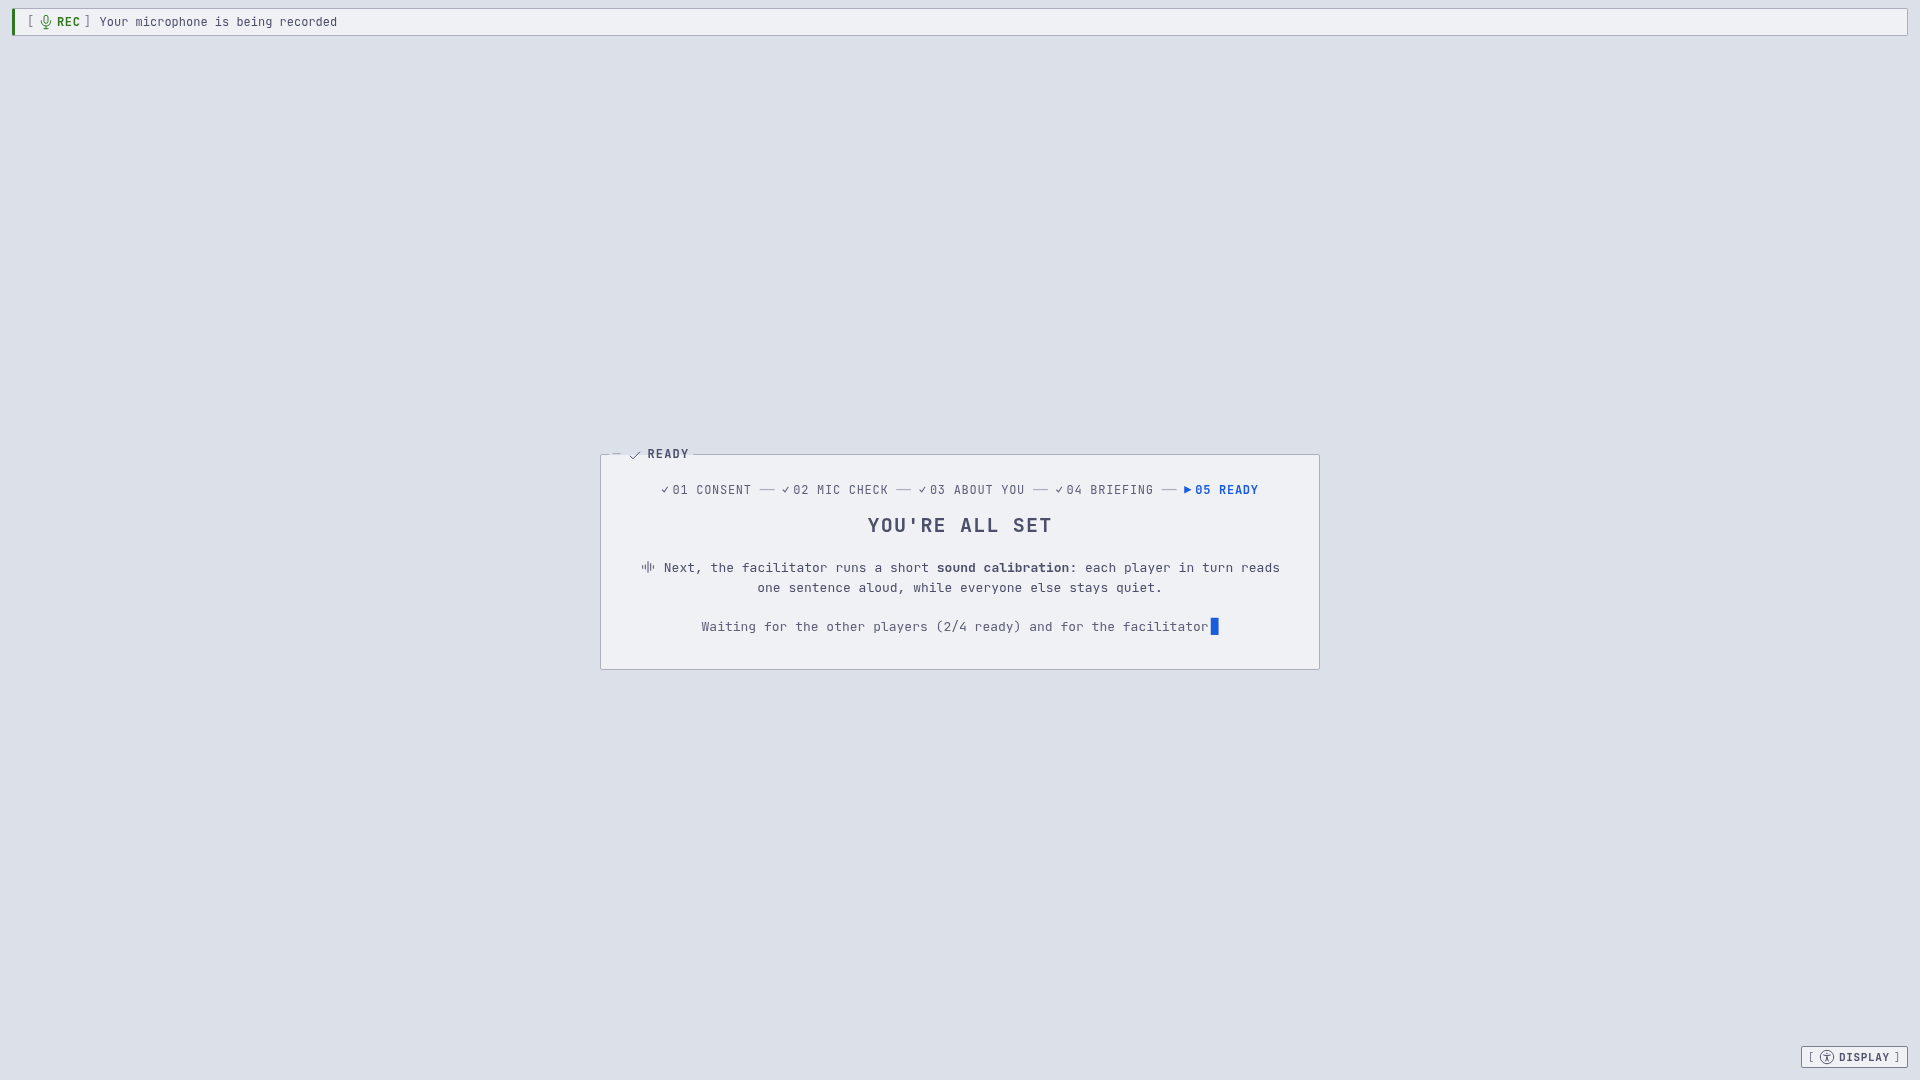 [ REC ] Your microphone is being recorded
READY
01 CONSENT — 02 MIC CHECK — 03 ABOUT YOU — 04 BRIEFING — 05 READY
YOU'RE ALL SET
Next, the facilitator runs a short sound calibration: each player in turn reads
one sentence aloud, while everyone else stays quiet.
Waiting for the other players (2/4 ready) and for the facilitator
[ DISPLAY ]